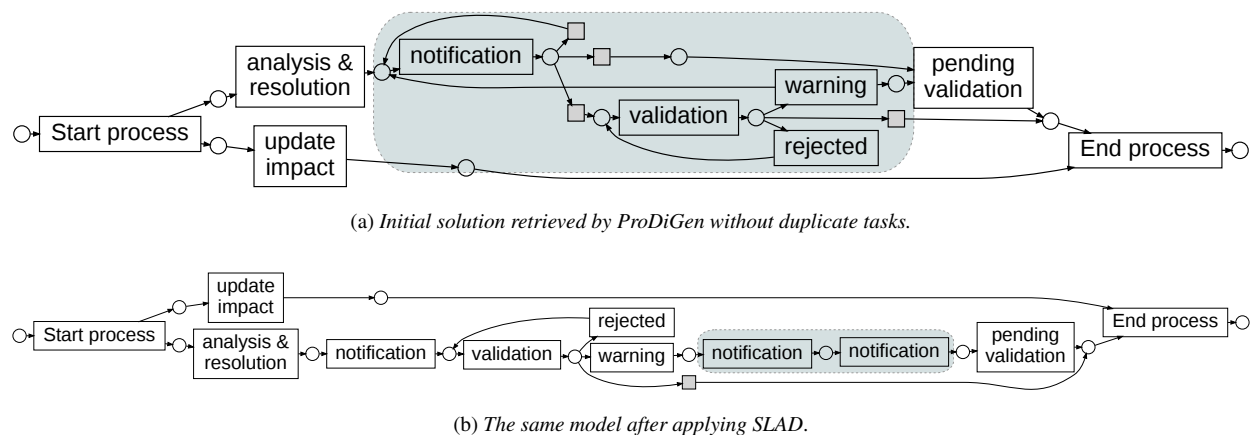 analysis &
resolution
notification
pending
validation
warning
Start process
validation
update
impact
rejected
End process
(a) Initial solution retrieved by ProDiGen without duplicate tasks.
update
impact
Start process
analysis &
resolution
notification
validation
rejected
warning
notification
notification
pending
validation
End process
(b) The same model after applying SLAD.